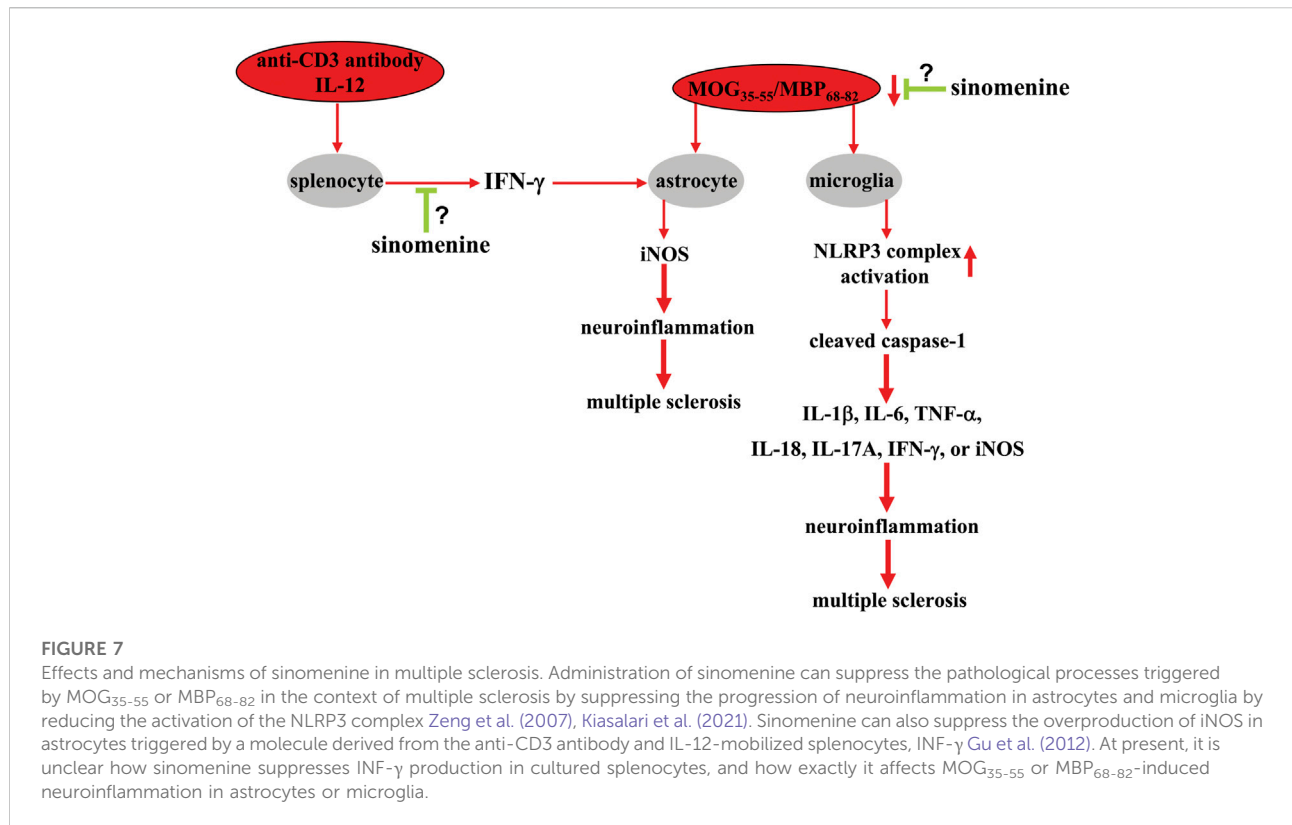 anti-CD3 antibody
IL-12
MOG35-55/MBP68-82
?
sinomenine
splenocyte
IFN-γ
astrocyte
microglia
?
sinomenine
iNOS
neuroinflammation
multiple sclerosis
NLRP3 complex
activation
cleaved caspase-1
IL-1β, IL-6, TNF-α,
IL-18, IL-17A, IFN-γ, or iNOS
neuroinflammation
multiple sclerosis
FIGURE 7
Effects and mechanisms of sinomenine in multiple sclerosis. Administration of sinomenine can suppress the pathological processes triggered
by MOG35-55 or MBP68-82 in the context of multiple sclerosis by suppressing the progression of neuroinflammation in astrocytes and microglia by
reducing the activation of the NLRP3 complex Zeng et al. (2007), Kiasalari et al. (2021). Sinomenine can also suppress the overproduction of iNOS in
astrocytes triggered by a molecule derived from the anti-CD3 antibody and IL-12-mobilized splenocytes, INF-γ Gu et al. (2012). At present, it is
unclear how sinomenine suppresses INF-γ production in cultured splenocytes, and how exactly it affects MOG35-55 or MBP68-82-induced
neuroinflammation in astrocytes or microglia.